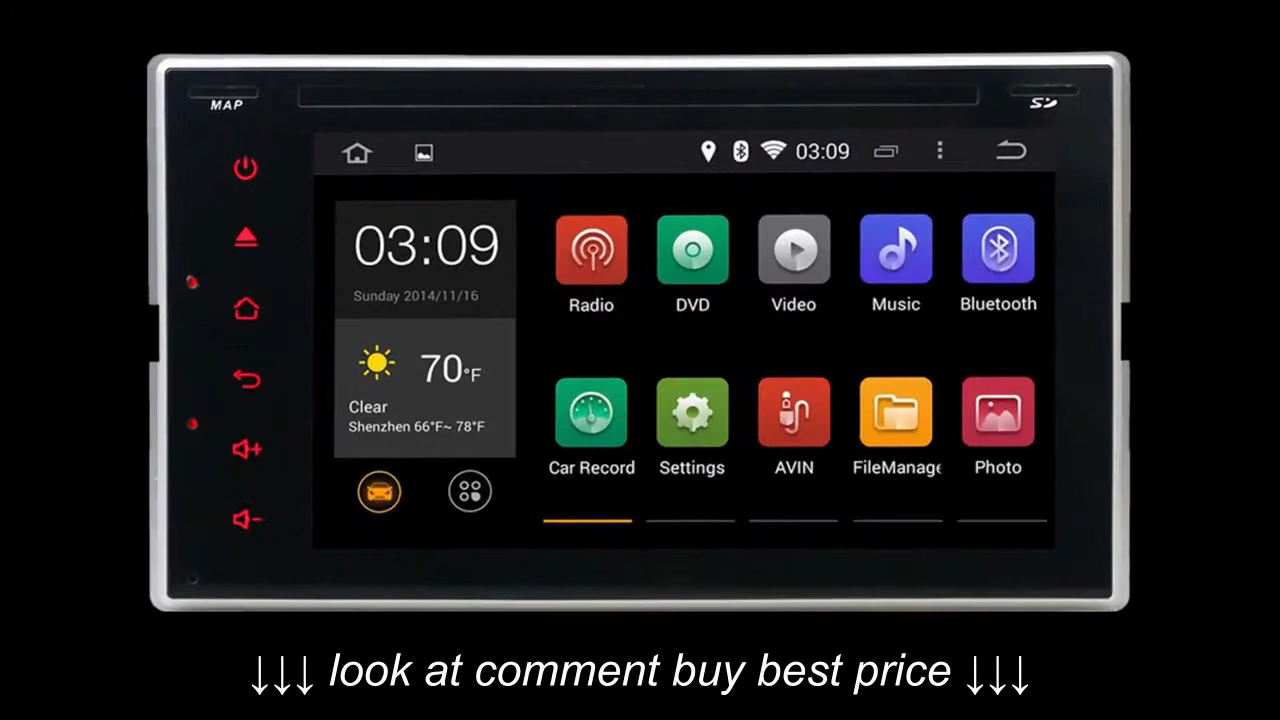 MAP
SD
03:09
03:09
Sunday 2014/11/16
70°F
Clear
Shenzhen 66°F~ 78°F
Radio
DVD
Video
Music
Bluetooth
Car Record
Settings
AVIN
FileManage
Photo
↓↓↓ look at comment buy best price ↓↓↓